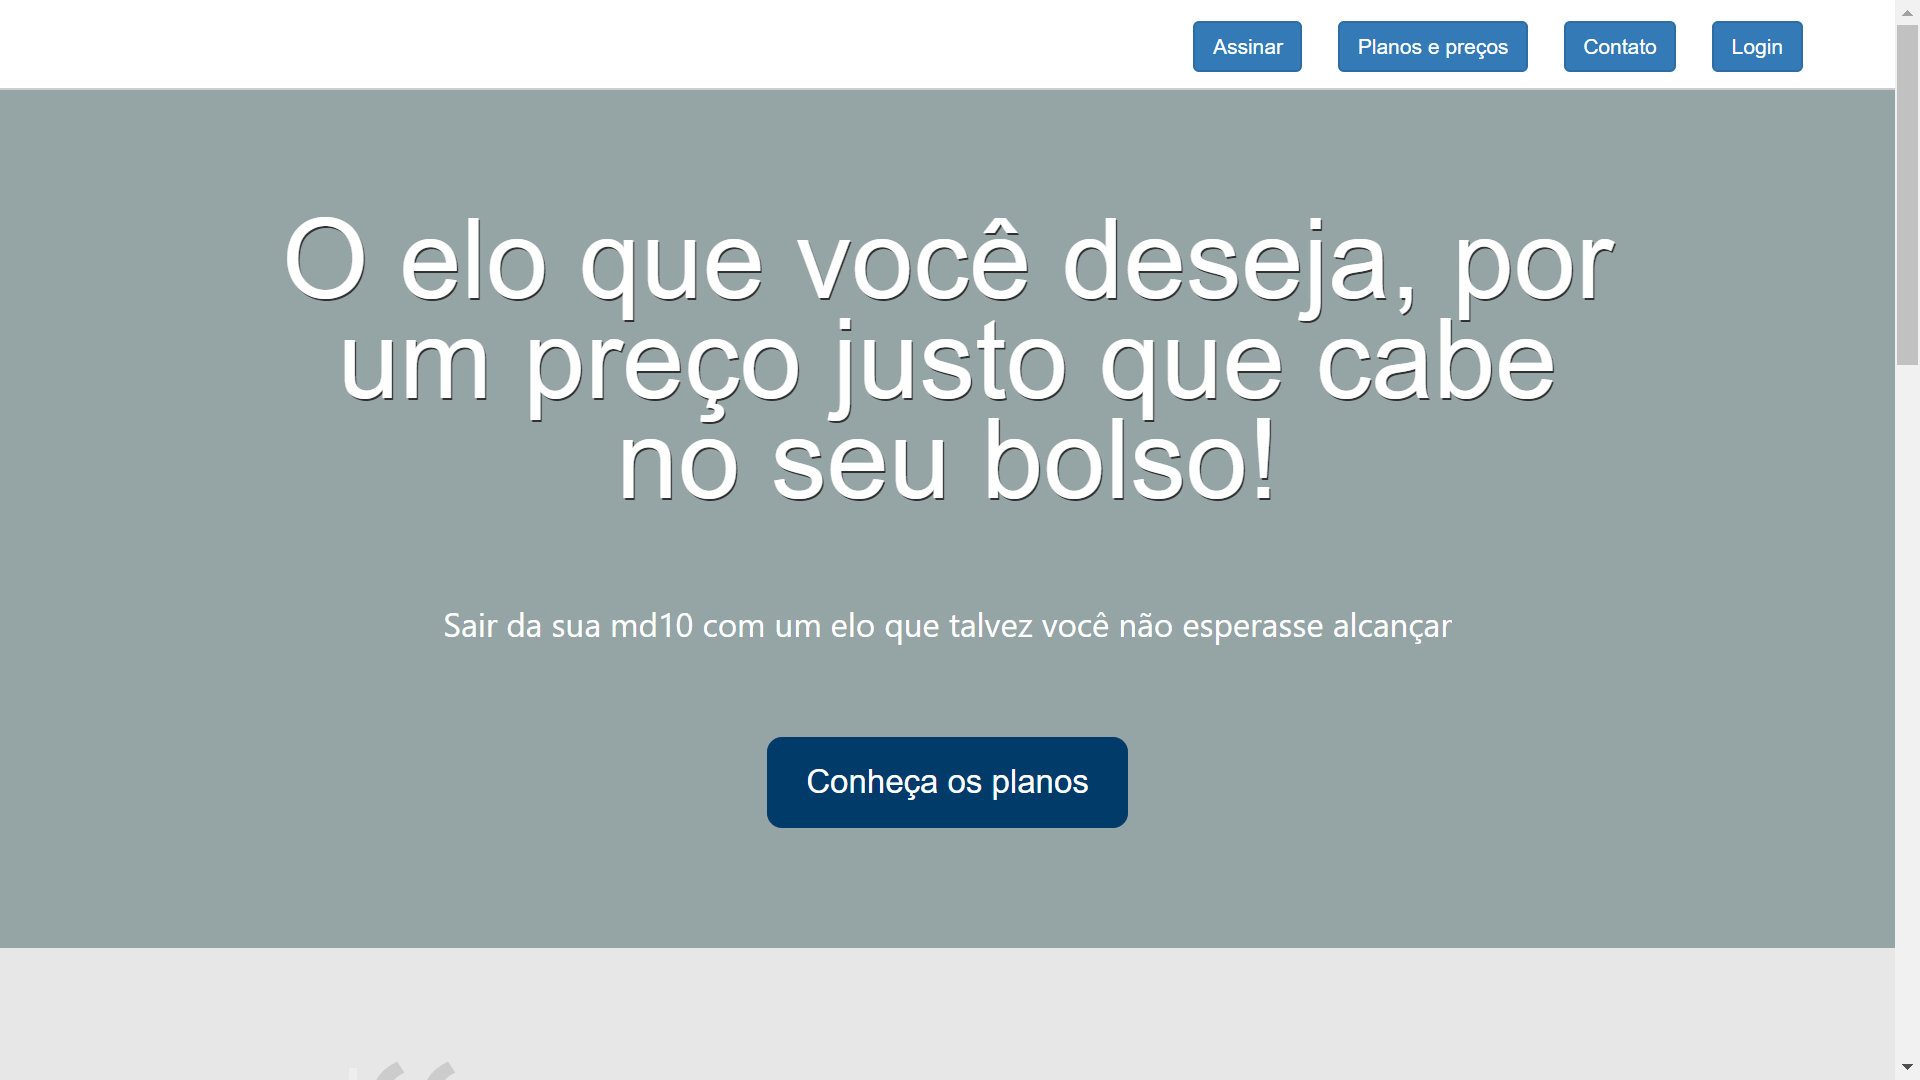 Assinar Planos e preços Contato Login
O elo que você deseja, por
um preço justo que cabe
no seu bolso!
Sair da sua md10 com um elo que talvez você não esperasse alcançar
Conheça os planos